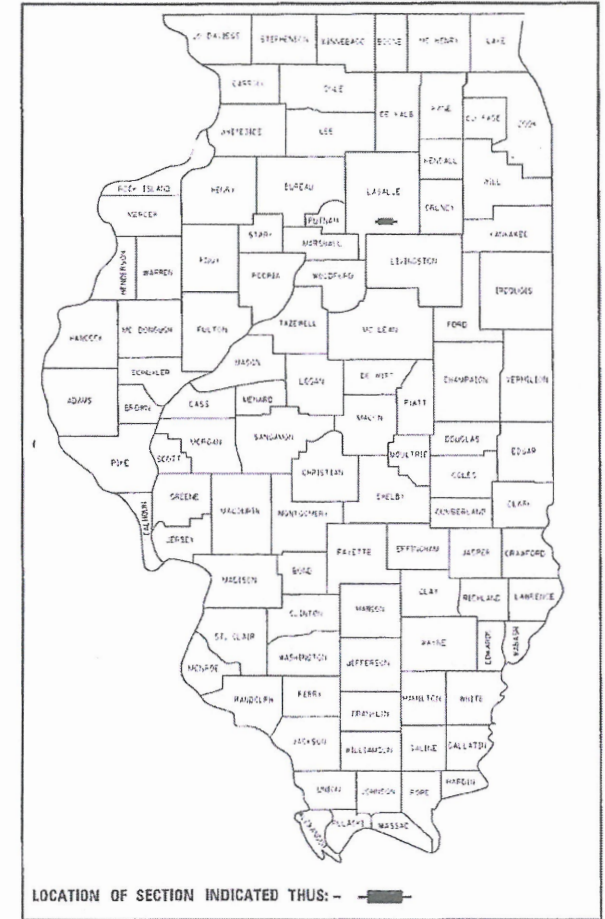 JO DAVIESS STEPHENSON WINNEBAGO BOONE MC HENRY LAKE
CARROLL OGLE
DE KALB KANE DU PAGE COOK
WHITESIDE LEE
KENDALL
WILL
ROCK ISLAND HENRY BUREAU LASALLE
GRUNDY
MERCER PUTNAM
STARK KANKAKEE
MARSHALL
HENDERSON WARREN KNOX LIVINGSTON
PEORIA WOODFORD
IROQUOIS
HANCOCK MC DONOUGH FULTON TAZEWELL MC LEAN FORD
MASON
SCHUYLER DE WITT
LOGAN CHAMPAIGN VERMILION
ADAMS CASS MENARD
BROWN PIATT
MACON
MORGAN SANGAMON DOUGLAS
PIKE SCOTT MOULTRIE EDGAR
CHRISTIAN COLES
GREENE SHELBY
CALHOUN MACOUPIN MONTGOMERY CUMBERLAND CLARK
JERSEY
FAYETTE EFFINGHAM JASPER CRAWFORD
MADISON BOND
CLAY
MARION RICHLAND LAWRENCE
CLINTON
ST. CLAIR WAYNE EDWARDS WABASH
WASHINGTON JEFFERSON
MONROE
RANDOLPH PERRY HAMILTON WHITE
FRANKLIN
JACKSON WILLIAMSON SALINE GALLATIN
HARDIN
UNION JOHNSON POPE
ALEXANDER PULASKI MASSAC
LOCATION OF SECTION INDICATED THUS: -